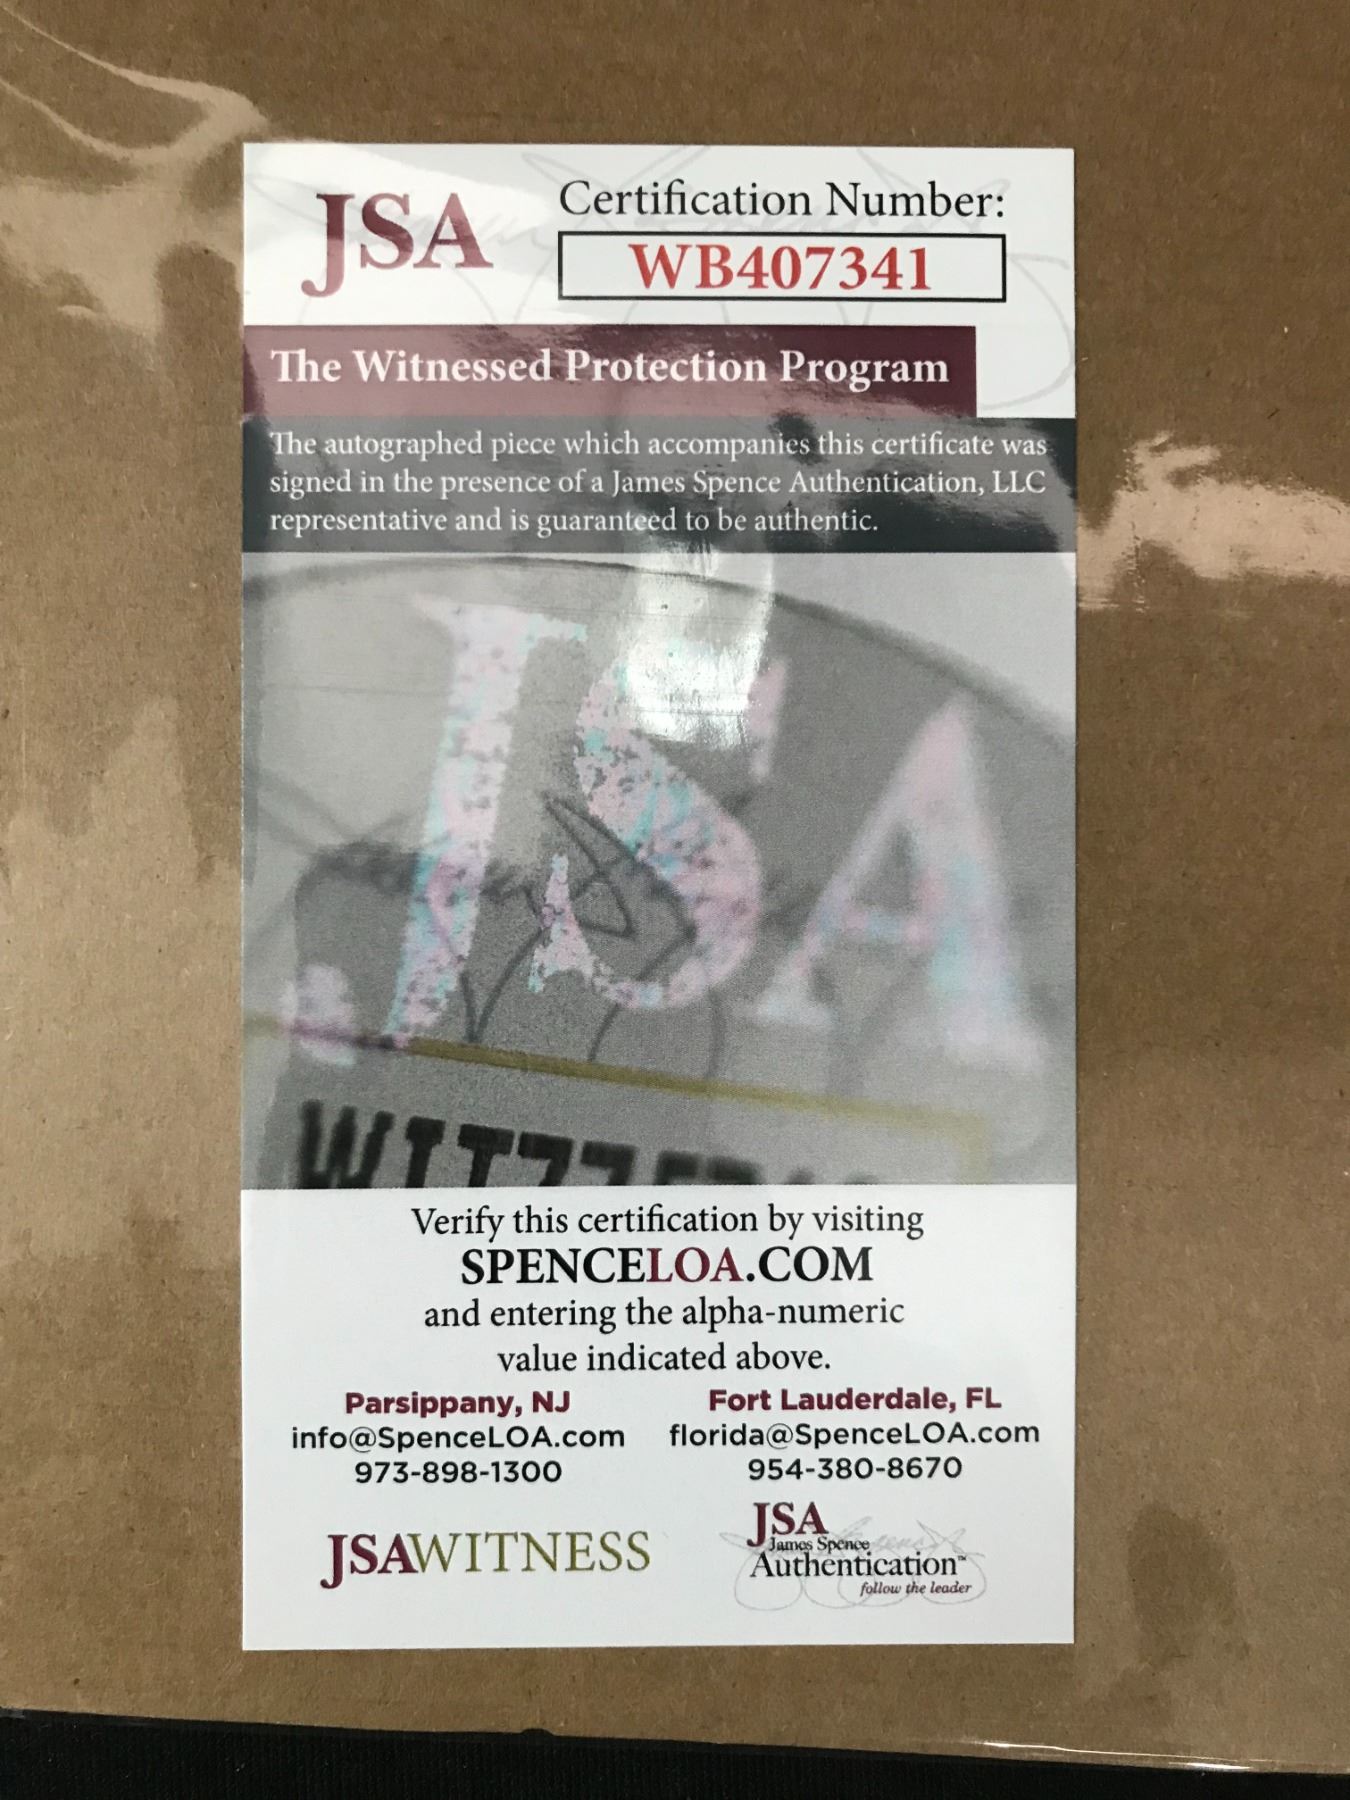 JSA
Certification Number:
WB407341
The Witnessed Protection Program
The autographed piece which accompanies this certificate was
signed in the presence of a James Spence Authentication, LLC
representative and is guaranteed to be authentic.
JSA
Verify this certification by visiting
SPENCELOA.COM
and entering the alpha-numeric
value indicated above.
Parsippany, NJ
info@SpenceLOA.com
973-898-1300
Fort Lauderdale, FL
florida@SpenceLOA.com
954-380-8670
JSAWITNESS
JSA
James Spence
Authentication™
follow the leader